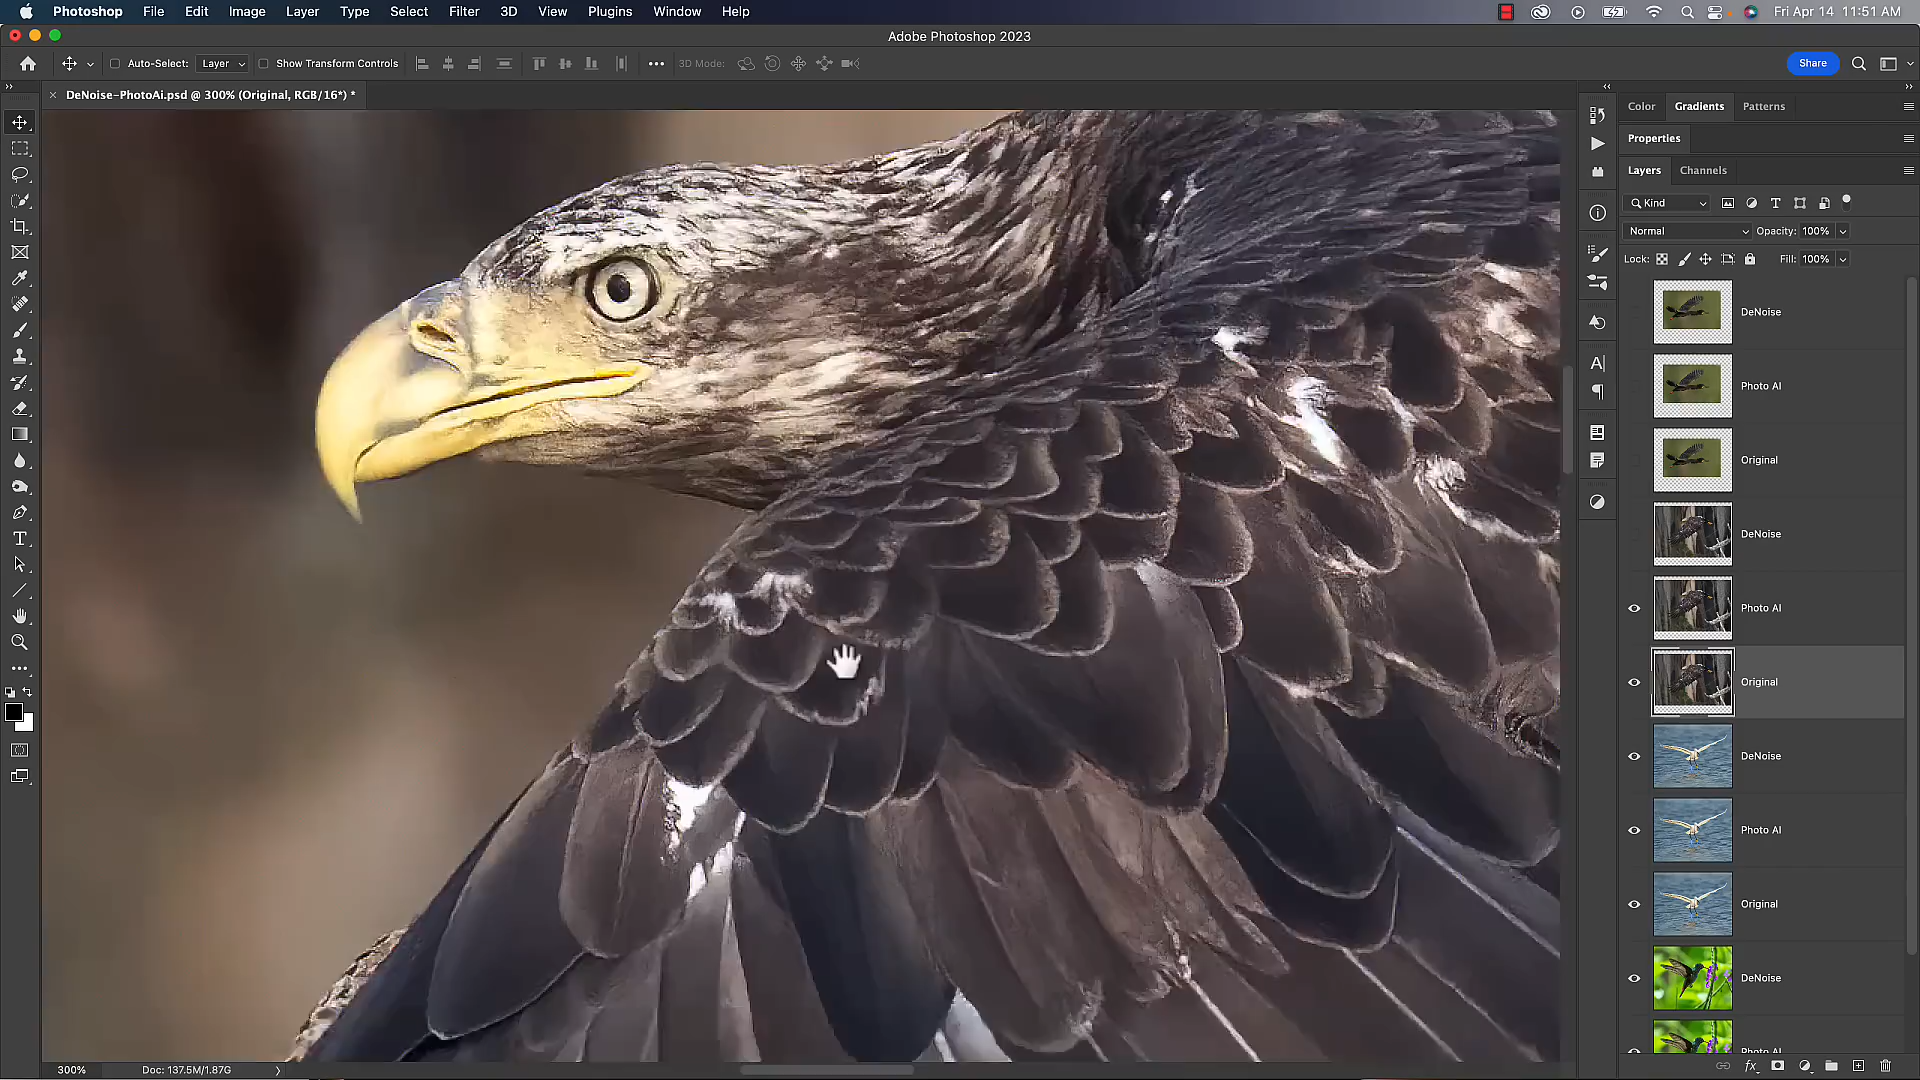 Photoshop File Edit Image Layer Type Select Filter 3D View Plugins Window Help Fri Apr 14 11:51 AM
Adobe Photoshop 2023
Auto-Select: Layer Show Transform Controls 3D Mode: Share
× DeNoise-PhotoAi.psd @ 300% (Original, RGB/16*) *
Color Gradients Patterns
Properties
Layers Channels
Kind
Normal Opacity: 100%
Lock: Fill: 100%
DeNoise
Photo AI
Original
DeNoise
Photo AI
Original
DeNoise
Photo AI
Original
DeNoise
Photo AI
300% Doc: 137.5M/1.87G